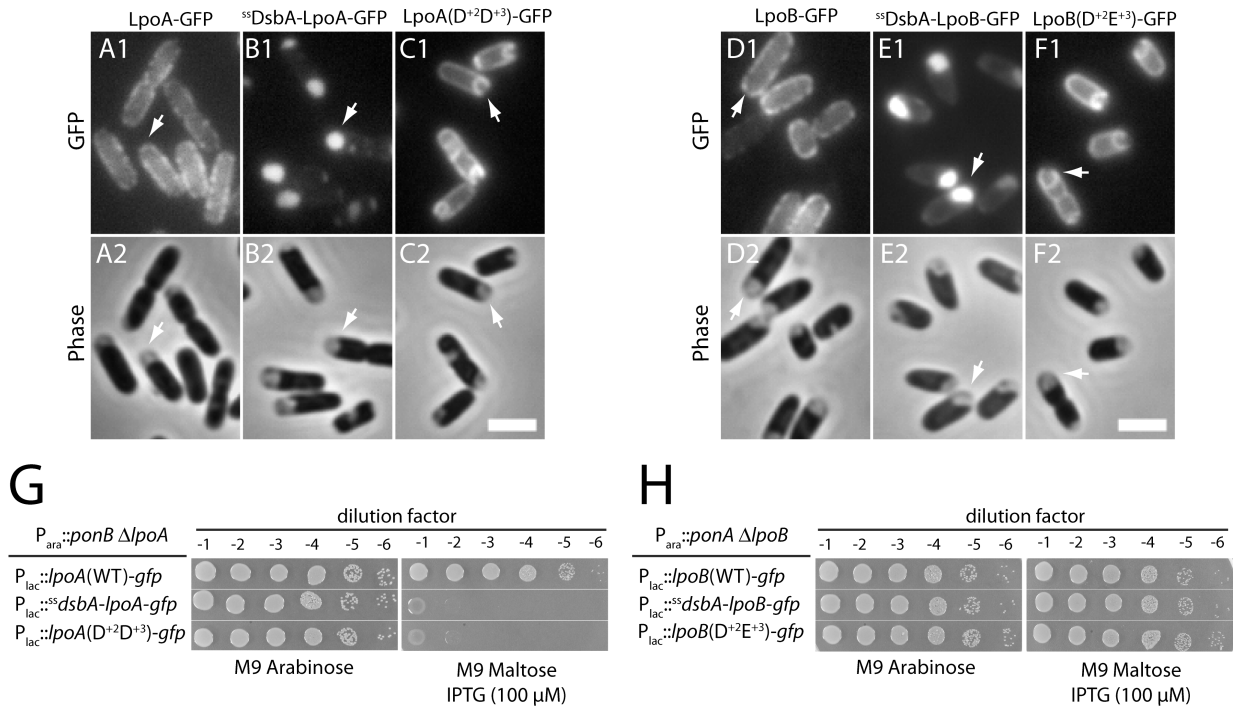 LpoA-GFP ssDsbA-LpoA-GFP LpoA(D+2D+3)-GFP
LpoB-GFP ssDsbA-LpoB-GFP LpoB(D+2E+3)-GFP
GFP A1 B1 C1
GFP D1 E1 F1
Phase A2 B2 C2
Phase D2 E2 F2
G
dilution factor
Para::ponB ΔlpoA -1 -2 -3 -4 -5 -6 -1 -2 -3 -4 -5 -6
Plac::lpoA(WT)-gfp
Plac::ssdsbA-lpoA-gfp
Plac::lpoA(D+2D+3)-gfp
M9 Arabinose M9 Maltose
IPTG (100 µM)
H
dilution factor
Para::ponA ΔlpoB -1 -2 -3 -4 -5 -6 -1 -2 -3 -4 -5 -6
Plac::lpoB(WT)-gfp
Plac::ssdsbA-lpoB-gfp
Plac::lpoB(D+2E+3)-gfp
M9 Arabinose M9 Maltose
IPTG (100 µM)